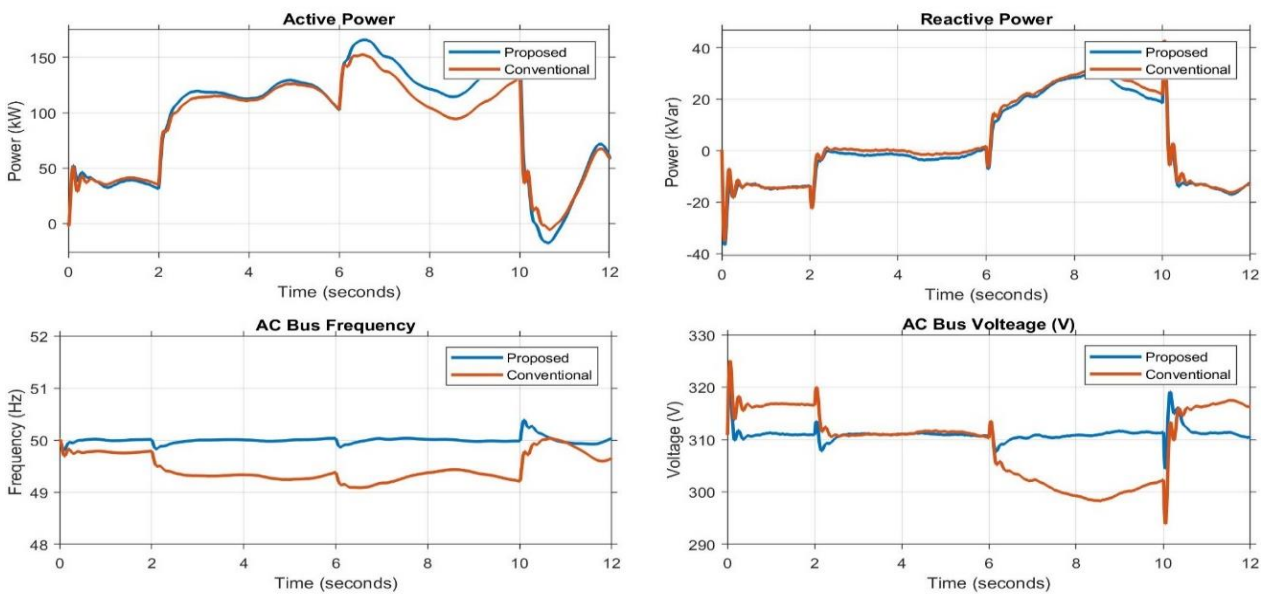 Active Power
Power (kW)
150
100
50
0
Proposed
Conventional
0 2 4 6 8 10 12
Time (seconds)
Reactive Power
Power (kVar)
40
20
0
-20
-40
Proposed
Conventional
0 2 4 6 8 10 12
Time (seconds)
AC Bus Frequency
Frequency (Hz)
52
51
50
49
48
Proposed
Conventional
0 2 4 6 8 10 12
Time (seconds)
AC Bus Volteage (V)
Voltage (V)
330
320
310
300
290
Proposed
Conventional
0 2 4 6 8 10 12
Time (seconds)